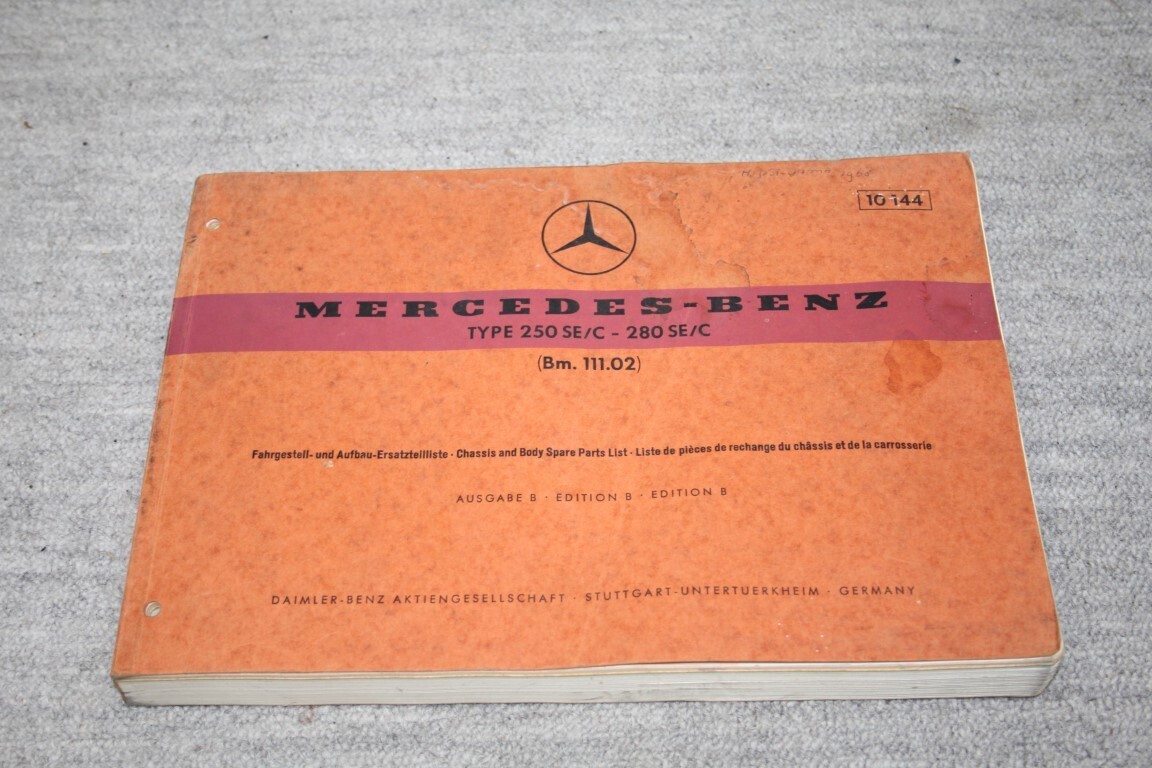 10 144
MERCEDES-BENZ
TYPE 250 SE/C - 280 SE/C
(Bm. 111.02)
Fahrgestell- und Aufbau-Ersatzteilliste · Chassis and Body Spare Parts List · Liste de pièces de rechange du châssis et de la carrosserie
AUSGABE B · EDITION B · EDITION B
DAIMLER-BENZ AKTIENGESELLSCHAFT · STUTTGART-UNTERTUERKHEIM · GERMANY